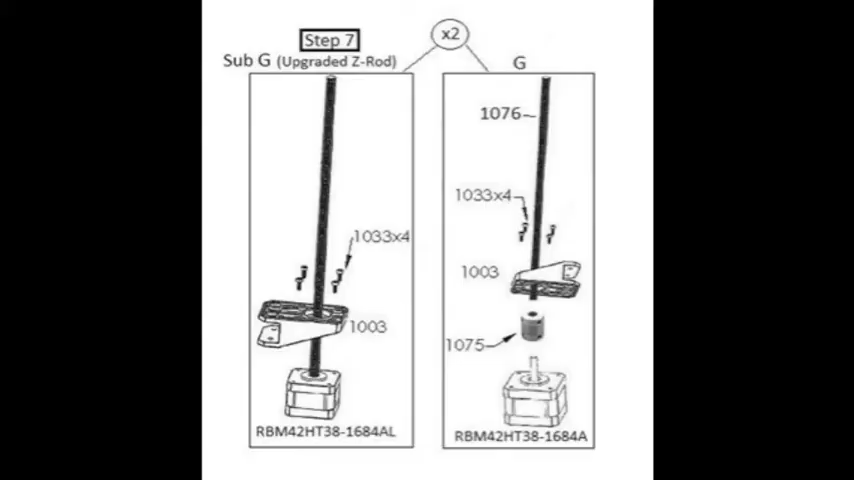 Step 7
x2
Sub G (Upgraded Z-Rod)
G
1033x4
1003
RBM42HT38-1684AL
1076
1033x4
1003
1075
RBM42HT38-1684A